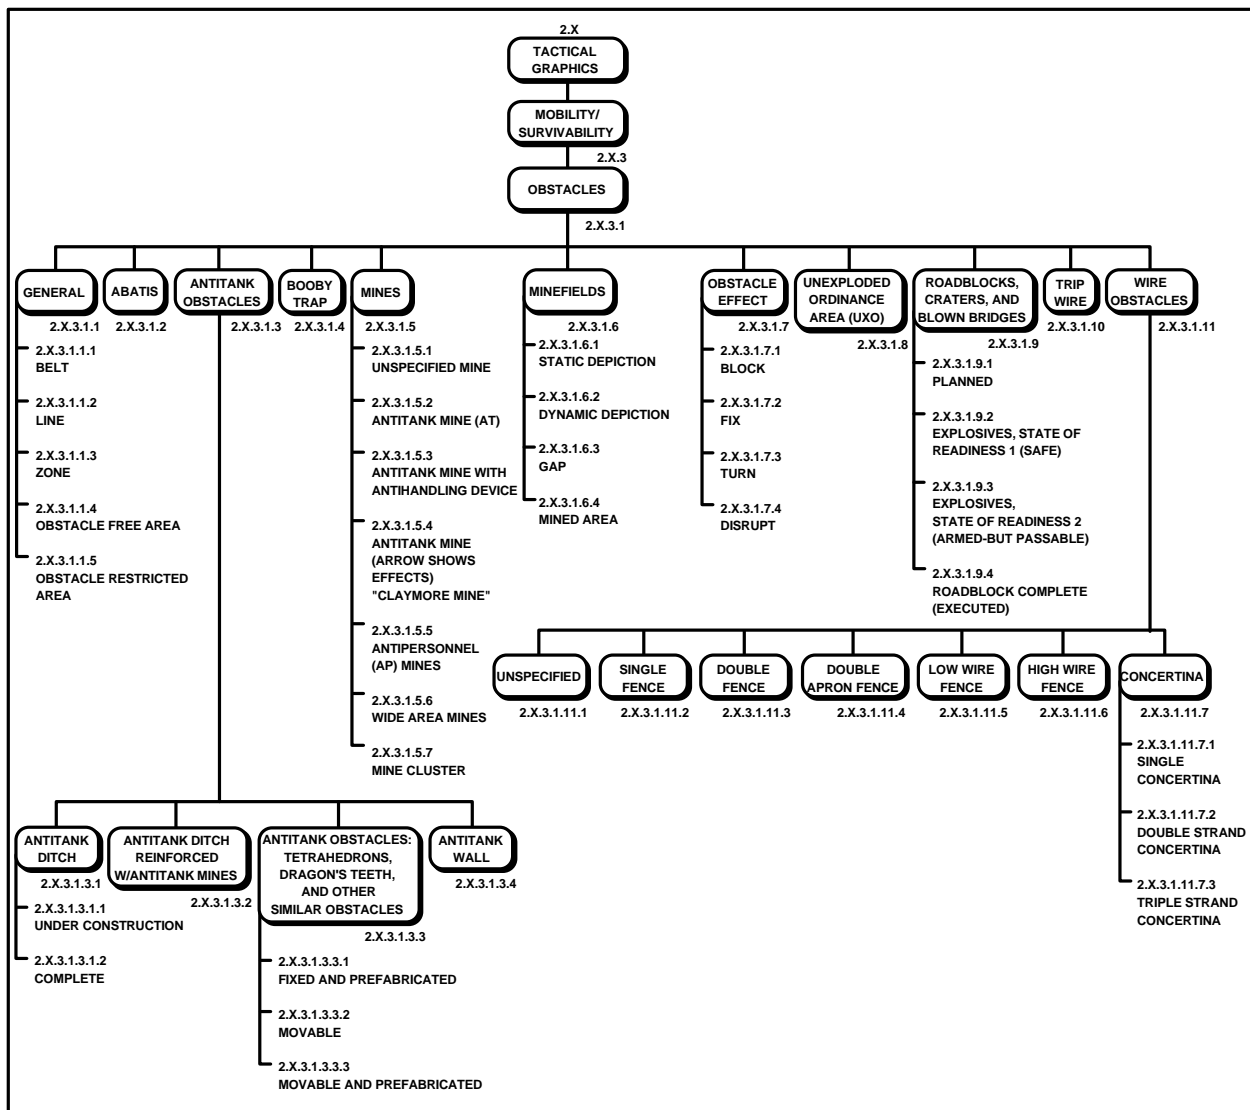 2.X
TACTICAL
GRAPHICS
MOBILITY/
SURVIVABILITY
2.X.3
OBSTACLES
2.X.3.1
GENERAL
2.X.3.1.1
2.X.3.1.1.1
BELT
2.X.3.1.1.2
LINE
2.X.3.1.1.3
ZONE
2.X.3.1.1.4
OBSTACLE FREE AREA
2.X.3.1.1.5
OBSTACLE RESTRICTED
AREA
ABATIS
2.X.3.1.2
ANTITANK
OBSTACLES
2.X.3.1.3
BOOBY
TRAP
2.X.3.1.4
MINES
2.X.3.1.5
2.X.3.1.5.1
UNSPECIFIED MINE
2.X.3.1.5.2
ANTITANK MINE (AT)
2.X.3.1.5.3
ANTITANK MINE WITH
ANTIHANDLING DEVICE
2.X.3.1.5.4
ANTITANK MINE
(ARROW SHOWS
EFFECTS)
"CLAYMORE MINE"
2.X.3.1.5.5
ANTIPERSONNEL
(AP) MINES
2.X.3.1.5.6
WIDE AREA MINES
2.X.3.1.5.7
MINE CLUSTER
MINEFIELDS
2.X.3.1.6
2.X.3.1.6.1
STATIC DEPICTION
2.X.3.1.6.2
DYNAMIC DEPICTION
2.X.3.1.6.3
GAP
2.X.3.1.6.4
MINED AREA
OBSTACLE
EFFECT
2.X.3.1.7
2.X.3.1.7.1
BLOCK
2.X.3.1.7.2
FIX
2.X.3.1.7.3
TURN
2.X.3.1.7.4
DISRUPT
UNEXPLODED
ORDINANCE
AREA (UXO)
2.X.3.1.8
ROADBLOCKS,
CRATERS, AND
BLOWN BRIDGES
2.X.3.1.9
2.X.3.1.9.1
PLANNED
2.X.3.1.9.2
EXPLOSIVES, STATE OF
READINESS 1 (SAFE)
2.X.3.1.9.3
EXPLOSIVES,
STATE OF READINESS 2
(ARMED-BUT PASSABLE)
2.X.3.1.9.4
ROADBLOCK COMPLETE
(EXECUTED)
TRIP
WIRE
2.X.3.1.10
WIRE
OBSTACLES
2.X.3.1.11
UNSPECIFIED
2.X.3.1.11.1
SINGLE
FENCE
2.X.3.1.11.2
DOUBLE
FENCE
2.X.3.1.11.3
DOUBLE
APRON FENCE
2.X.3.1.11.4
LOW WIRE
FENCE
2.X.3.1.11.5
HIGH WIRE
FENCE
2.X.3.1.11.6
CONCERTINA
2.X.3.1.11.7
2.X.3.1.11.7.1
SINGLE
CONCERTINA
2.X.3.1.11.7.2
DOUBLE STRAND
CONCERTINA
2.X.3.1.11.7.3
TRIPLE STRAND
CONCERTINA
ANTITANK
DITCH
2.X.3.1.3.1
2.X.3.1.3.1.1
UNDER CONSTRUCTION
2.X.3.1.3.1.2
COMPLETE
ANTITANK DITCH
REINFORCED
W/ANTITANK MINES
2.X.3.1.3.2
ANTITANK OBSTACLES:
TETRAHEDRONS,
DRAGON'S TEETH,
AND OTHER
SIMILAR OBSTACLES
2.X.3.1.3.3
2.X.3.1.3.3.1
FIXED AND PREFABRICATED
2.X.3.1.3.3.2
MOVABLE
2.X.3.1.3.3.3
MOVABLE AND PREFABRICATED
ANTITANK
WALL
2.X.3.1.3.4